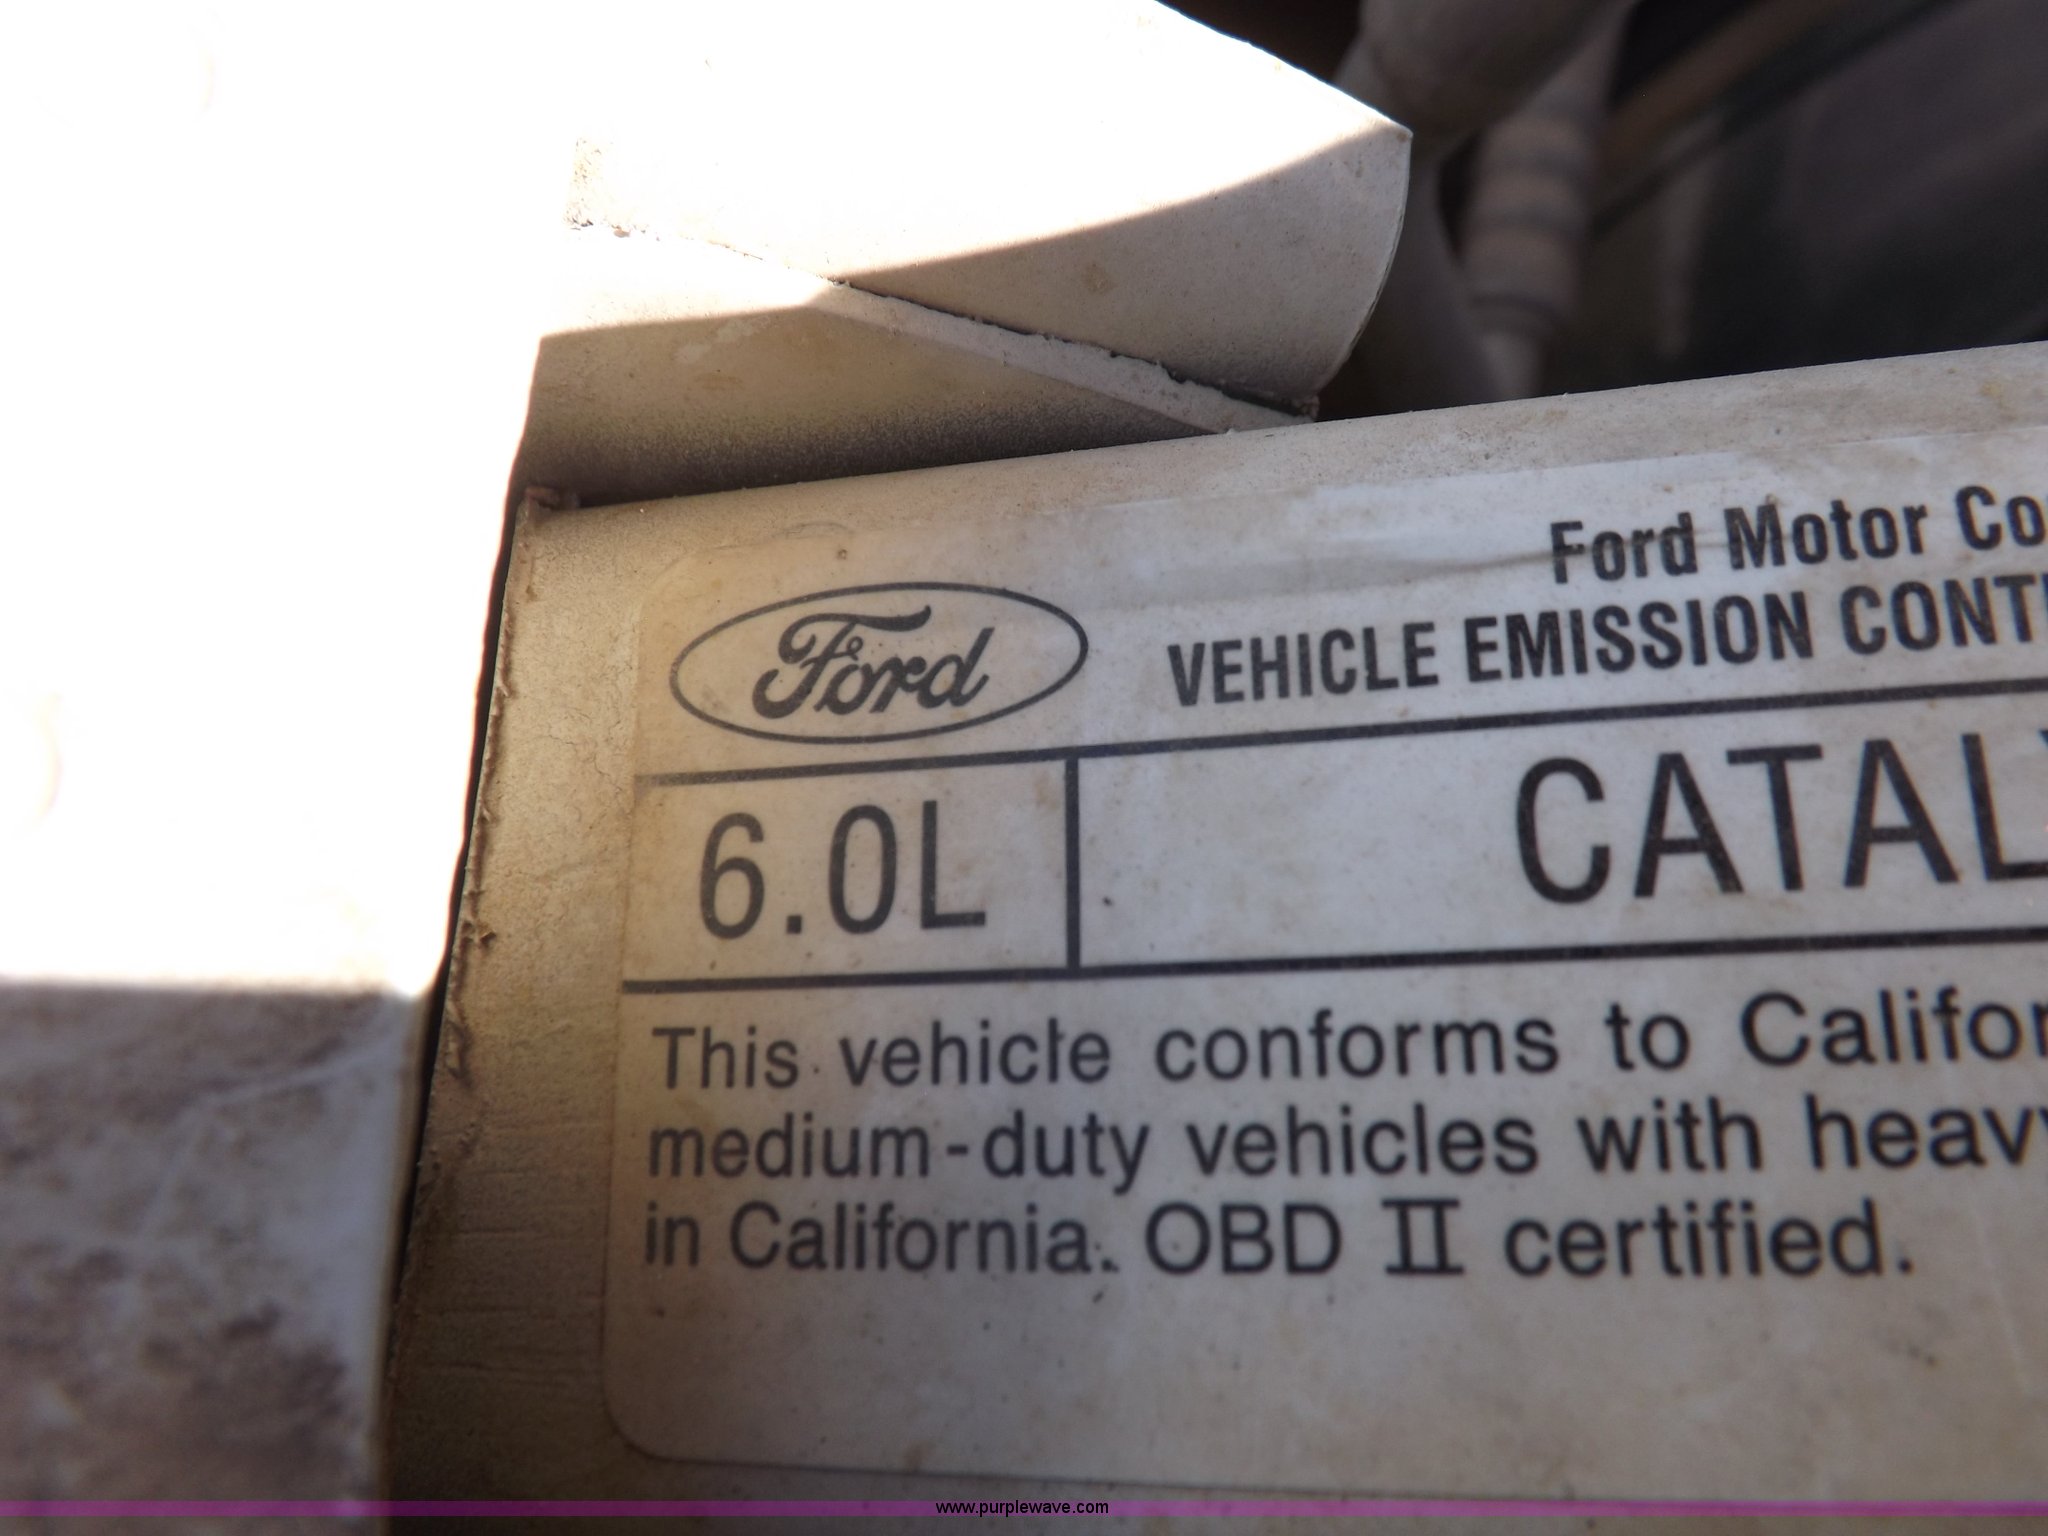 Ford Motor Co
Ford
VEHICLE EMISSION CONT
6.0L
CATAL
This vehicle conforms to Califor
medium-duty vehicles with heavy
in California. OBD II certified.
www.purplewave.com